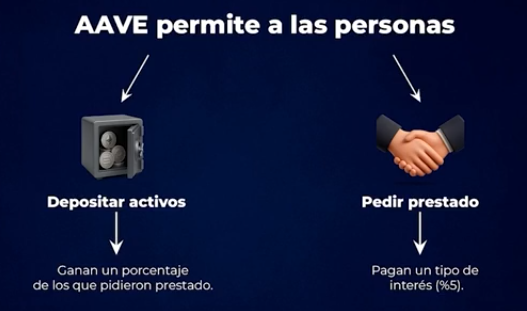 AAVE permite a las personas
Depositar activos
Pedir prestado
Ganan un porcentaje
de los que pidieron prestado.
Pagan un tipo de
interés (%5).